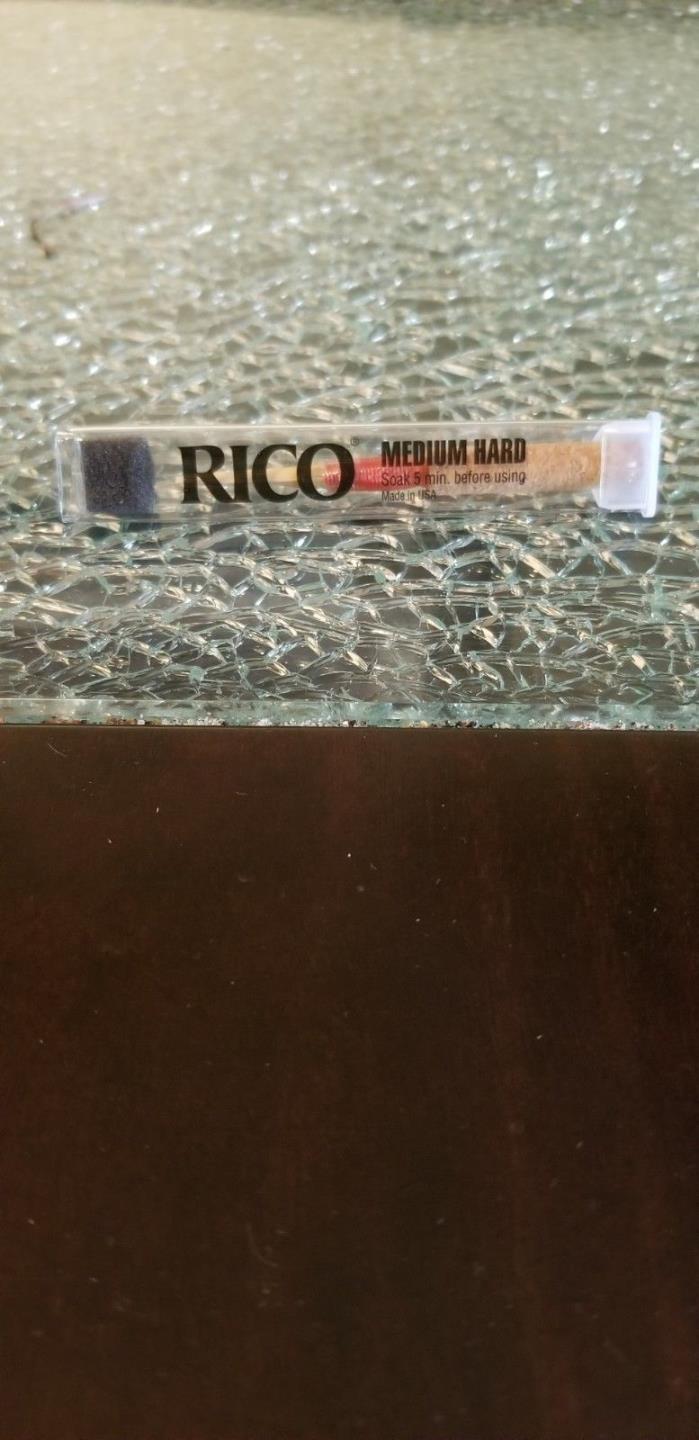 RICO®
MEDIUM HARD
Soak 5 min. before using
Made in USA